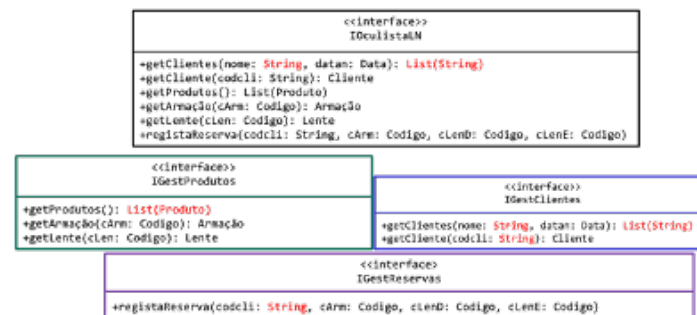 <<interface>>
IOculistaLN
+getClientes(nome: String, datan: Data): List(String)
+getCliente(codcli: String): Cliente
+getProdutos(): List(Produto)
+getArmação(cArm: Codigo): Armação
+getLente(cLen: Codigo): Lente
+registaReserva(codcli: String, cArm: Codigo, cLenD: Codigo, cLenE: Codigo)
<<interface>>
IGestProdutos
+getProdutos(): List(Produto)
+getArmação(cArm: Codigo): Armação
+getLente(cLen: Codigo): Lente
<<interface>>
IGestClientes
+getClientes(nome: String, datan: Data): List(String)
+getCliente(codcli: String): Cliente
<<interface>
IGestReservas
+registaReserva(codcli: String, cArm: Codigo, cLenD: Codigo, cLenE: Codigo)